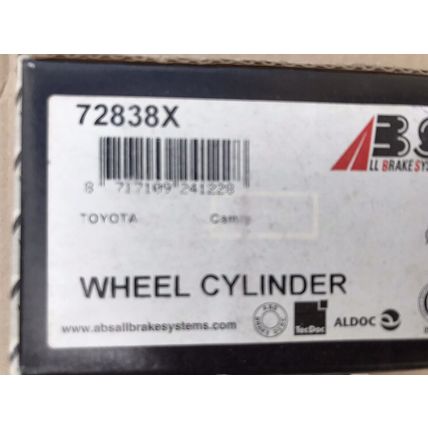 72838X
ABS
ALL BRAKE SYS
8 717109 241228
TOYOTA Camry
WHEEL CYLINDER
www.absallbrakesystems.com
TecDoc
ALDOC e